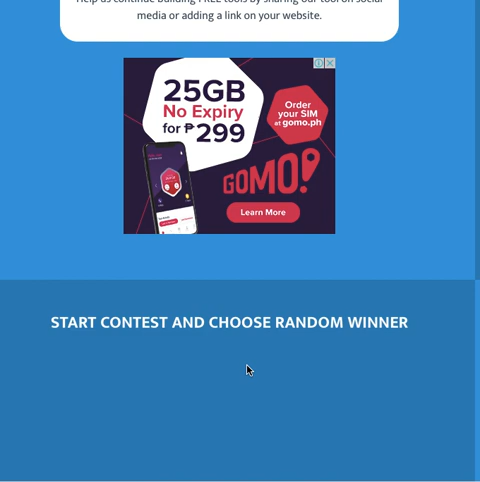 Help us continue building FREE tools by sharing our tool on social
media or adding a link on your website.
25GB
No Expiry
for ₱299
Order
your SIM
at gomo.ph
GOMO!
Learn More
START CONTEST AND CHOOSE RANDOM WINNER